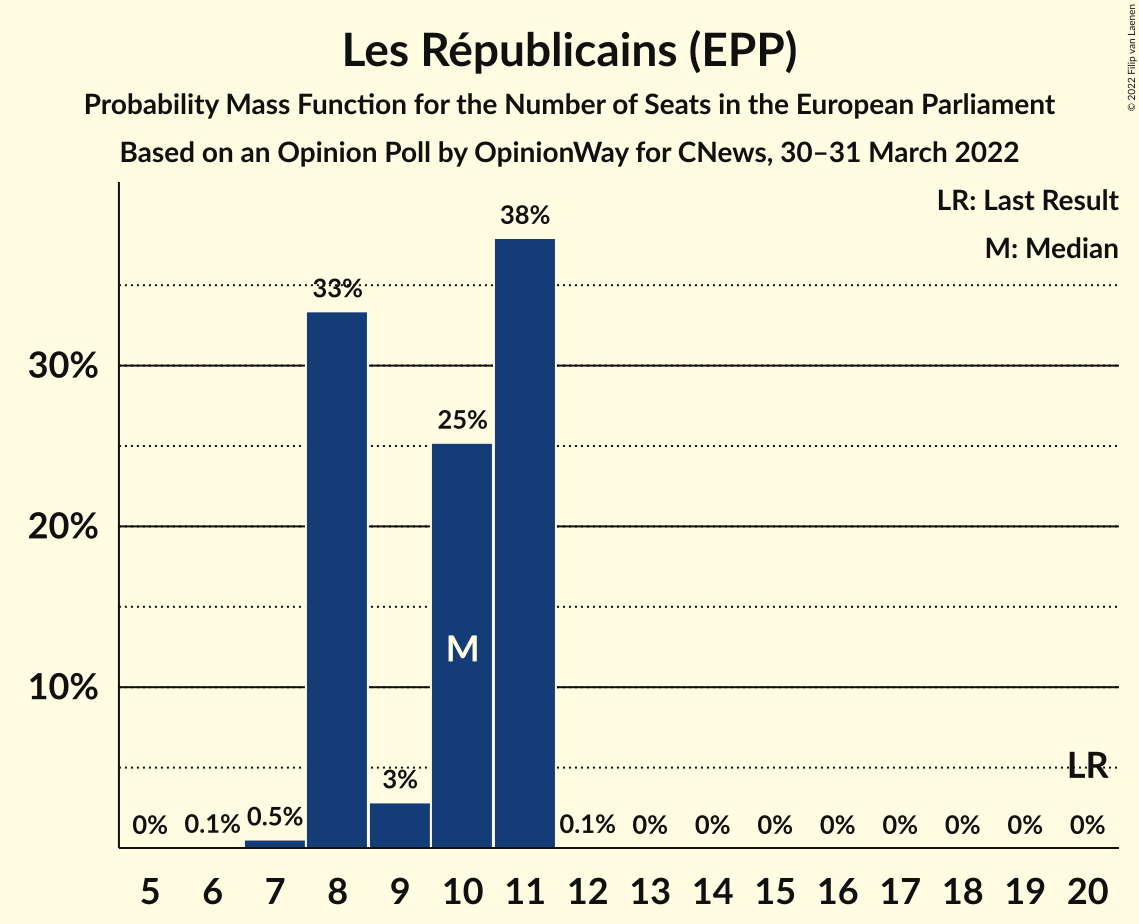 Les Républicains (EPP)
Probability Mass Function for the Number of Seats in the European Parliament
Based on an Opinion Poll by OpinionWay for CNews, 30–31 March 2022
© 2022 Filip van Laenen
LR: Last Result
M: Median
38%
33%
30%
25%
20%
M
10%
LR
3%
0% 0.1% 0.5% 0.1% 0% 0% 0% 0% 0% 0% 0% 0%
5 6 7 8 9 10 11 12 13 14 15 16 17 18 19 20